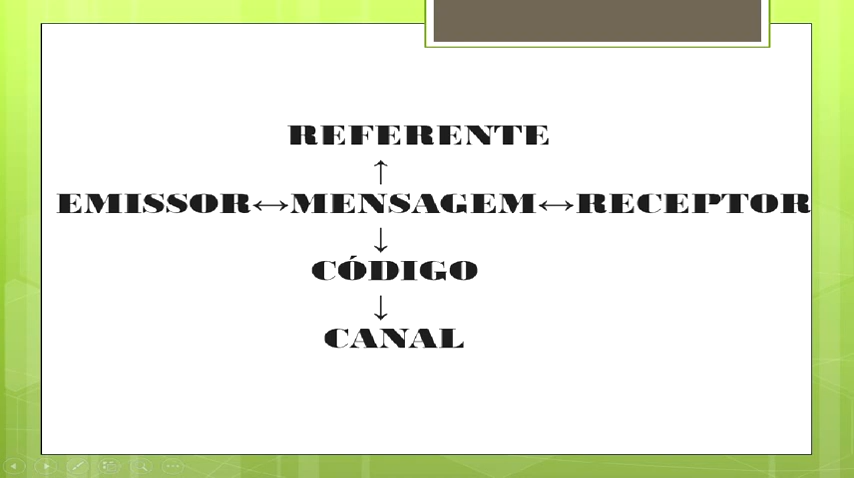 REFERENTE
↑
EMISSOR↔MENSAGEM↔RECEPTOR
↓
CÓDIGO
↓
CANAL